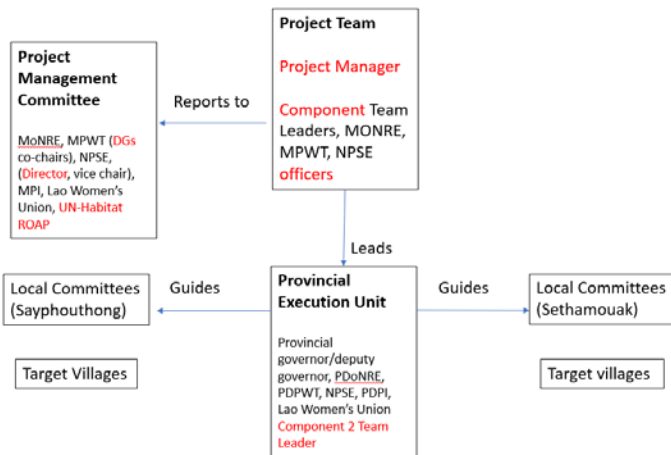 Project
Management
Committee
MoNRE, MPWT (DGs
co-chairs), NPSE,
(Director, vice chair),
MPI, Lao Women's
Union, UN-Habitat
ROAP
Reports to
Project Team
Project Manager
Component Team
Leaders, MONRE,
MPWT, NPSE
officers
Leads
Local Committees
(Sayphouthong)
Guides
Provincial
Execution Unit
Provincial
governor/deputy
governor, PDoNRE,
PDPWT, NPSE, PDPI,
Lao Women's Union
Component 2 Team
Leader
Guides
Local Committees
(Sethamouak)
Target Villages
Target villages